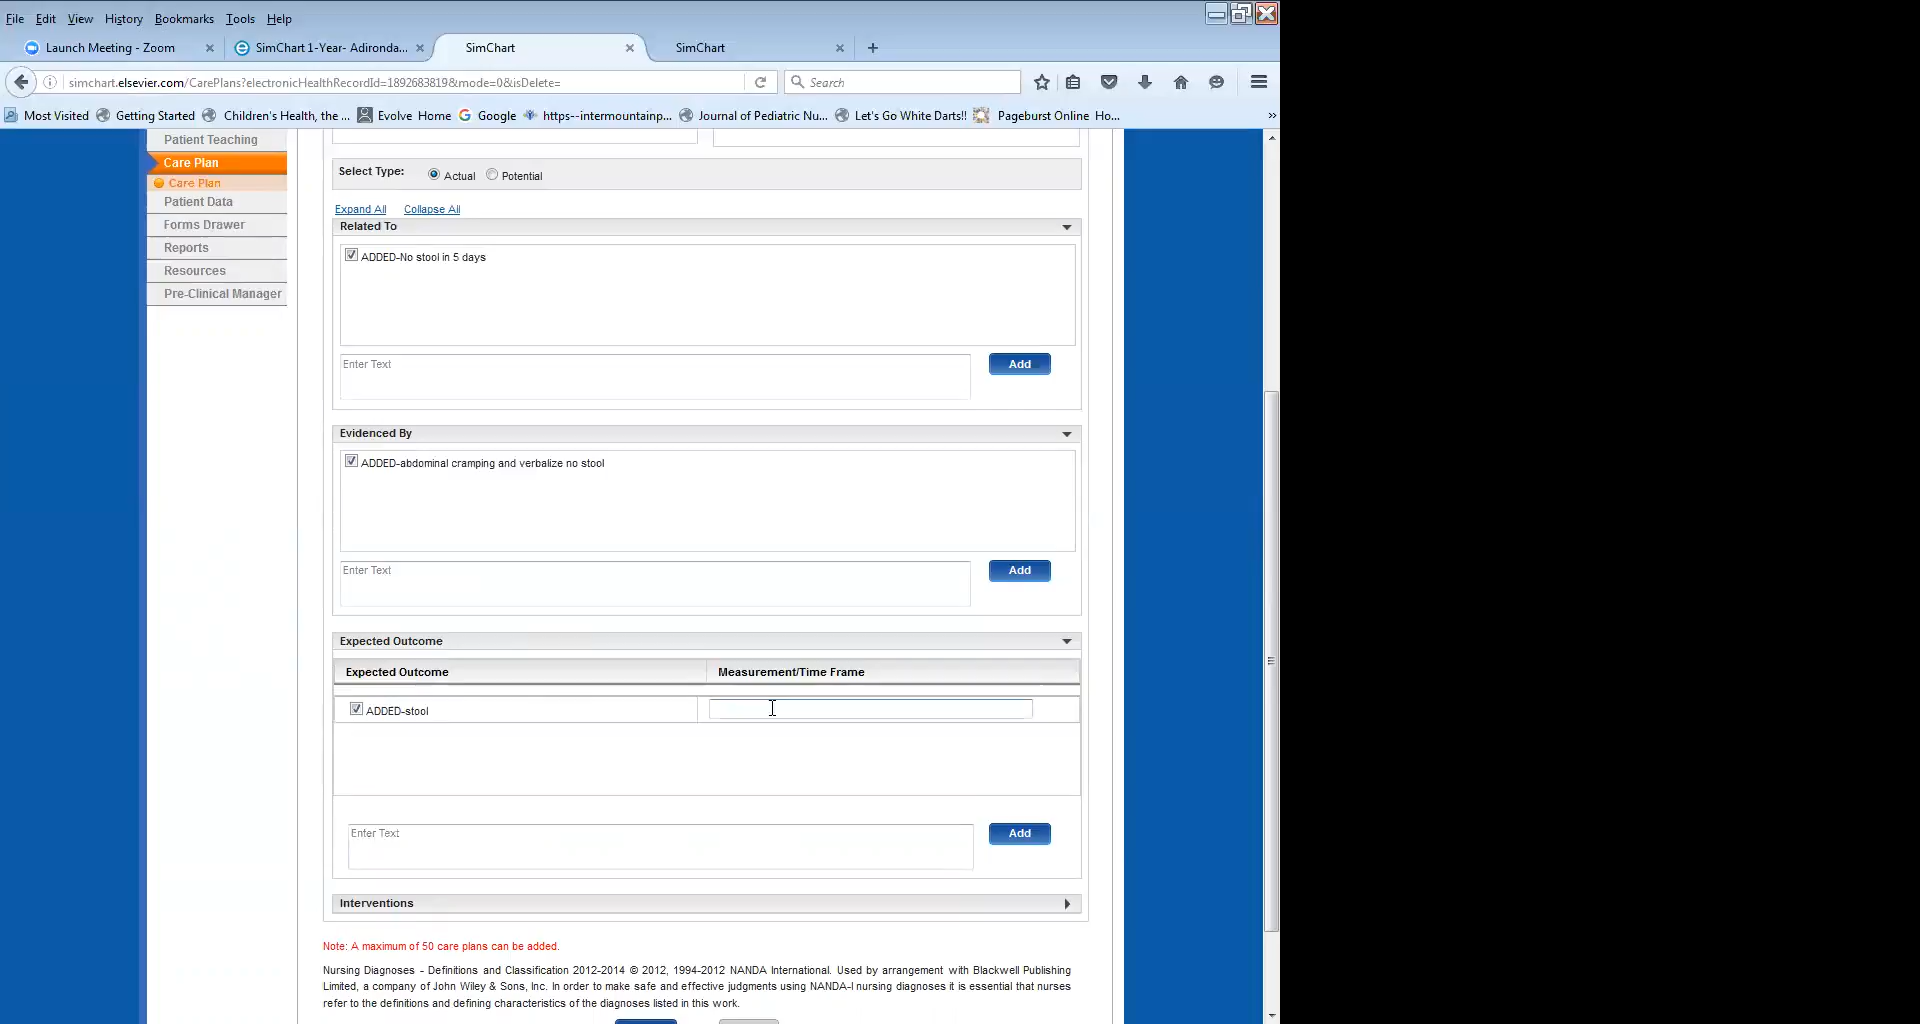 File Edit View History Bookmarks Tools Help
Launch Meeting - Zoom
SimChart 1-Year- Adironda...
SimChart
SimChart
simchart.elsevier.com/CarePlans?electronicHealthRecordId=1892683819&mode=0&isDelete=
Search
Most Visited Getting Started Children's Health, the ... Evolve Home Google https--intermountainp... Journal of Pediatric Nu... Let's Go White Darts!! Pageburst Online Ho... »
Patient Teaching
Care Plan
Care Plan
Patient Data
Forms Drawer
Reports
Resources
Pre-Clinical Manager
Select Type: Actual Potential
Expand All Collapse All
Related To
ADDED-No stool in 5 days
Enter Text
Add
Evidenced By
ADDED-abdominal cramping and verbalize no stool
Enter Text
Add
Expected Outcome
Expected Outcome Measurement/Time Frame
ADDED-stool
Enter Text
Add
Interventions
Note: A maximum of 50 care plans can be added.
Nursing Diagnoses - Definitions and Classification 2012-2014 © 2012, 1994-2012 NANDA International. Used by arrangement with Blackwell Publishing
Limited, a company of John Wiley & Sons, Inc. In order to make safe and effective judgments using NANDA-I nursing diagnoses it is essential that nurses
refer to the definitions and defining characteristics of the diagnoses listed in this work.